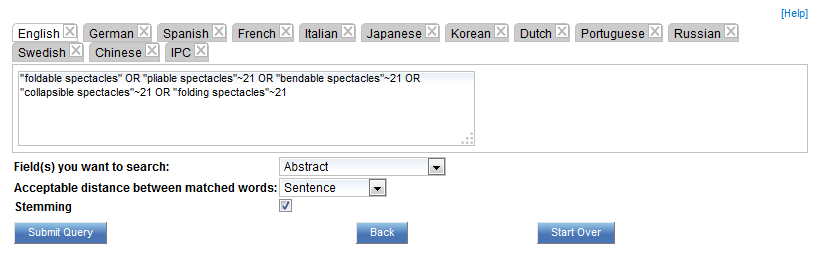 [Help]
English German Spanish French Italian Japanese Korean Dutch Portuguese Russian
Swedish Chinese IPC
"foldable spectacles" OR "pliable spectacles"~21 OR "bendable spectacles"~21 OR
"collapsible spectacles"~21 OR "folding spectacles"~21
Field(s) you want to search: Abstract
Acceptable distance between matched words: Sentence
Stemming
Submit Query Back Start Over